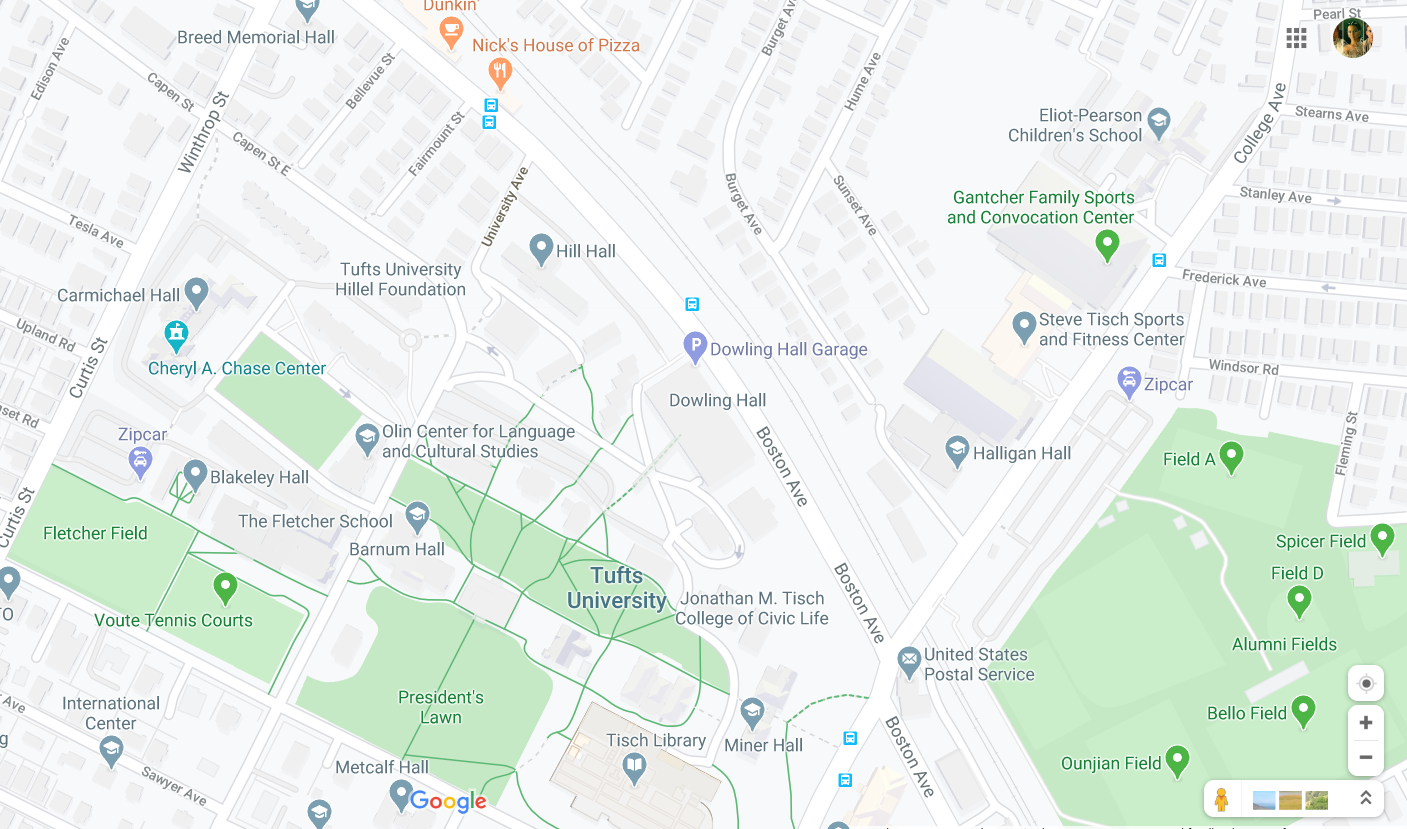 Dunkin'
Pearl St
Breed Memorial Hall
Nick's House of Pizza
Burget Ave
Edison Ave
Capen St
Bellevue St
Hume Ave
College Ave
Winthrop St
Eliot-Pearson
Children's School
Stearns Ave
Capen St E
Fairmount St
University Ave
Burget Ave
Sunset Ave
Gantcher Family Sports
and Convocation Center
Stanley Ave
Tesla Ave
Hill Hall
Tufts University
Hillel Foundation
Frederick Ave
Carmichael Hall
Upland Rd
Steve Tisch Sports
and Fitness Center
Dowling Hall Garage
Cheryl A. Chase Center
Curtis St
Windsor Rd
Zipcar
Dowling Hall
set Rd
Zipcar
Olin Center for Language
and Cultural Studies
Boston Ave
Fleming St
Halligan Hall
Field A
Blakeley Hall
Curtis St
The Fletcher School
Fletcher Field
Barnum Hall
Spicer Field
Tufts
University
Field D
Boston Ave
Jonathan M. Tisch
College of Civic Life
TO
Voute Tennis Courts
Alumni Fields
United States
Postal Service
President's
Lawn
International
Center
Ave
g
Bello Field
Boston Ave
Tisch Library
Miner Hall
Metcalf Hall
Ounjian Field
Sawyer Ave
Google